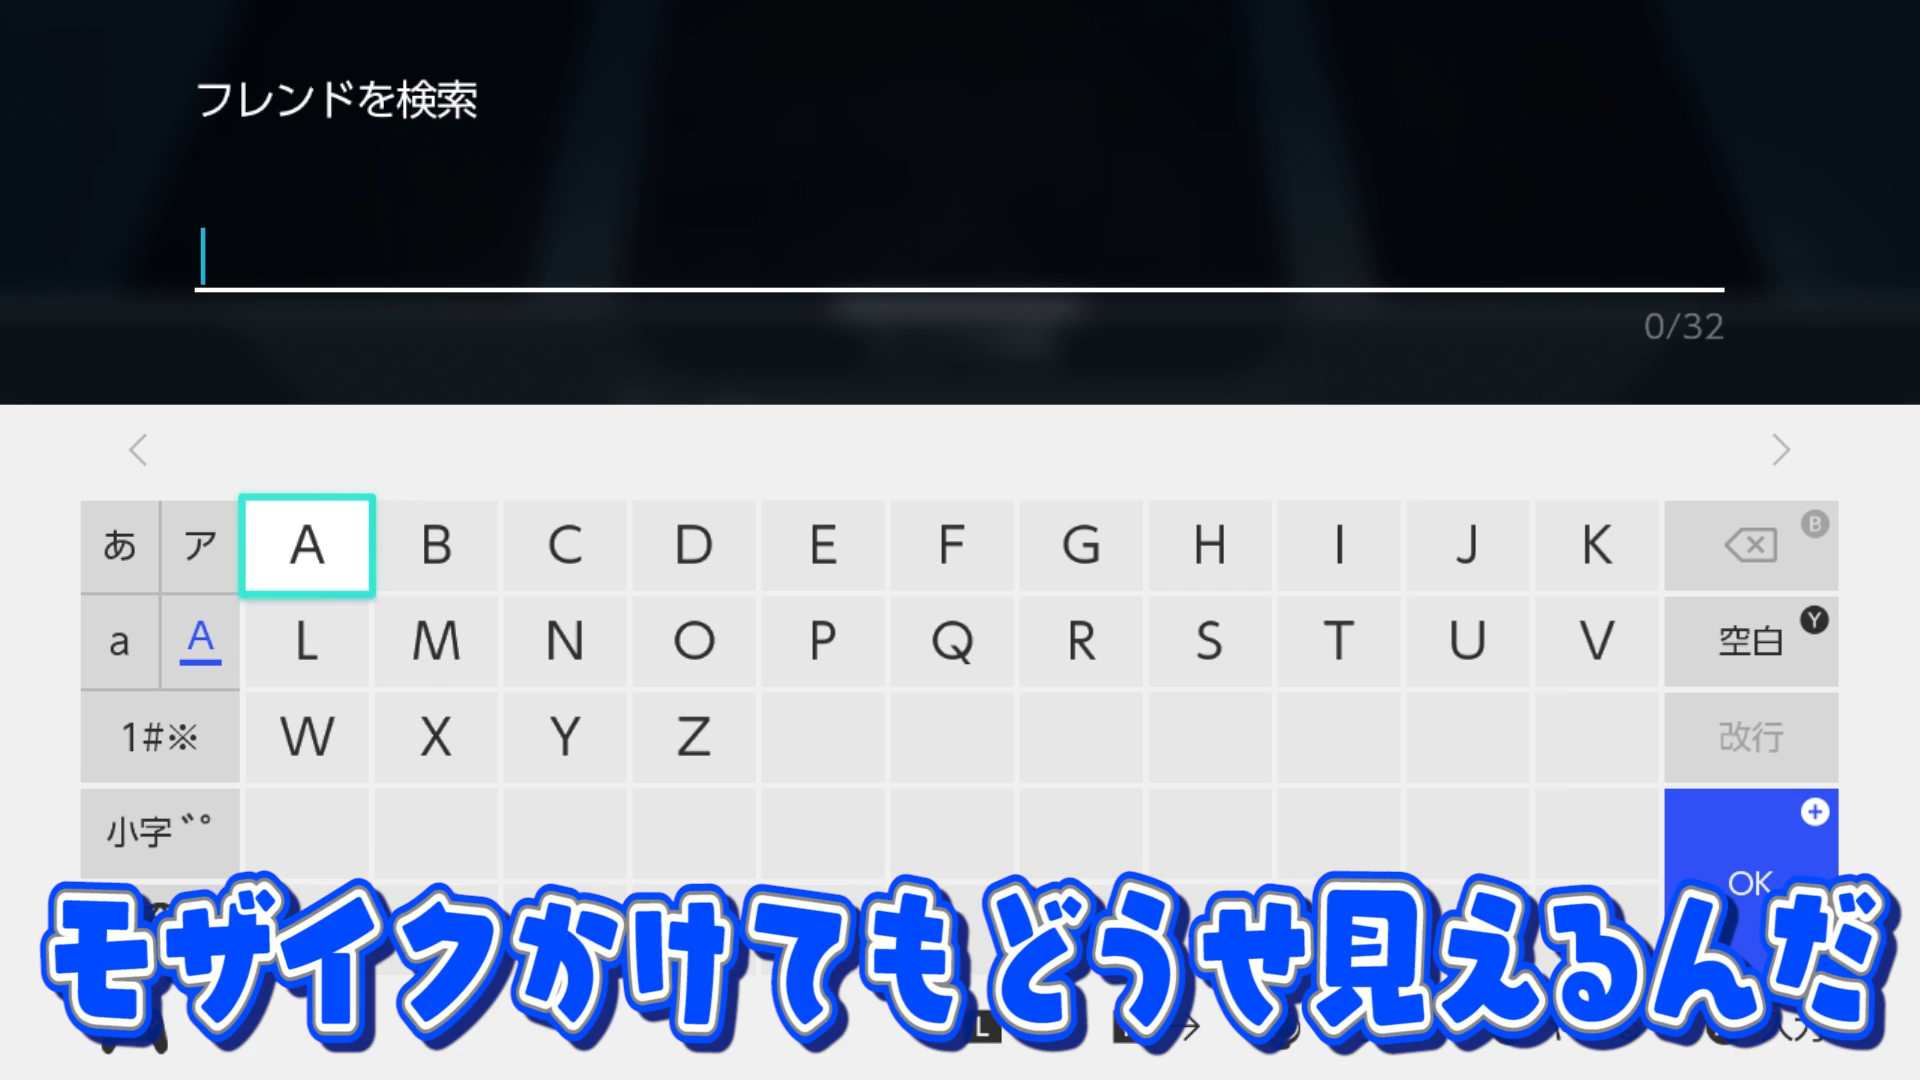 フレンドを検索
0/32
あ ア A B C D E F G H I J K B
a A L M N O P Q R S T U V 空白 Y
1#※ W X Y Z 改行
小字 ゛゜
OK
モザイクかけてもどうせ見えるんだ
L